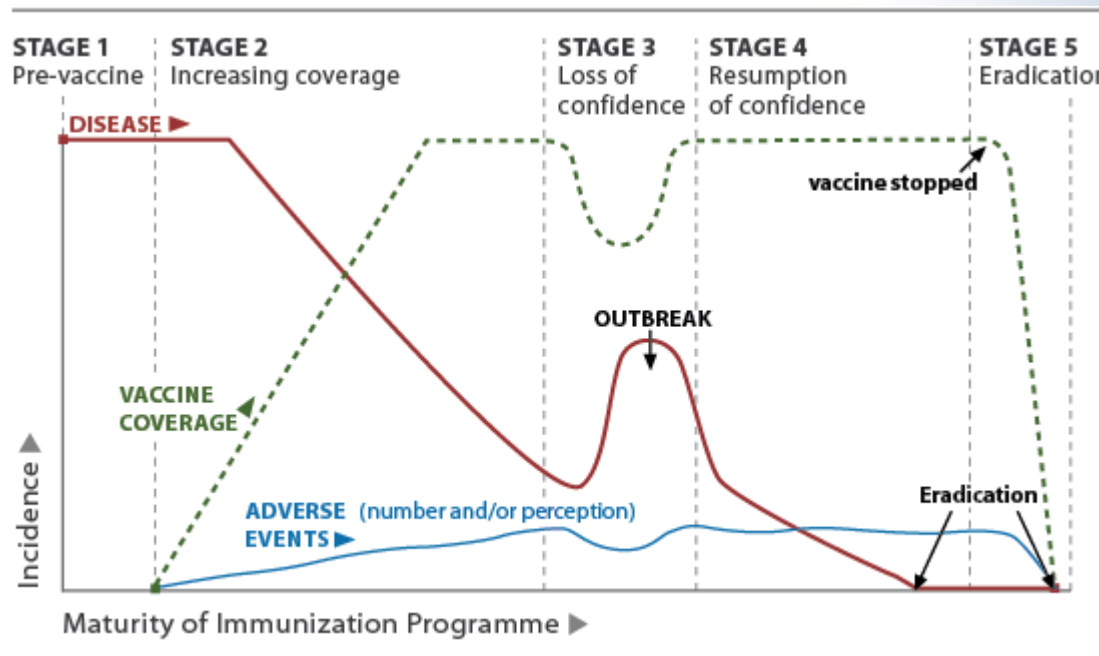 STAGE 1
Pre-vaccine
STAGE 2
Increasing coverage
STAGE 3
Loss of
confidence
STAGE 4
Resumption
of confidence
STAGE 5
Eradication
DISEASE ►
vaccine stopped
OUTBREAK
VACCINE
COVERAGE
Eradication
ADVERSE (number and/or perception)
EVENTS ►
Incidence ►
Maturity of Immunization Programme ►